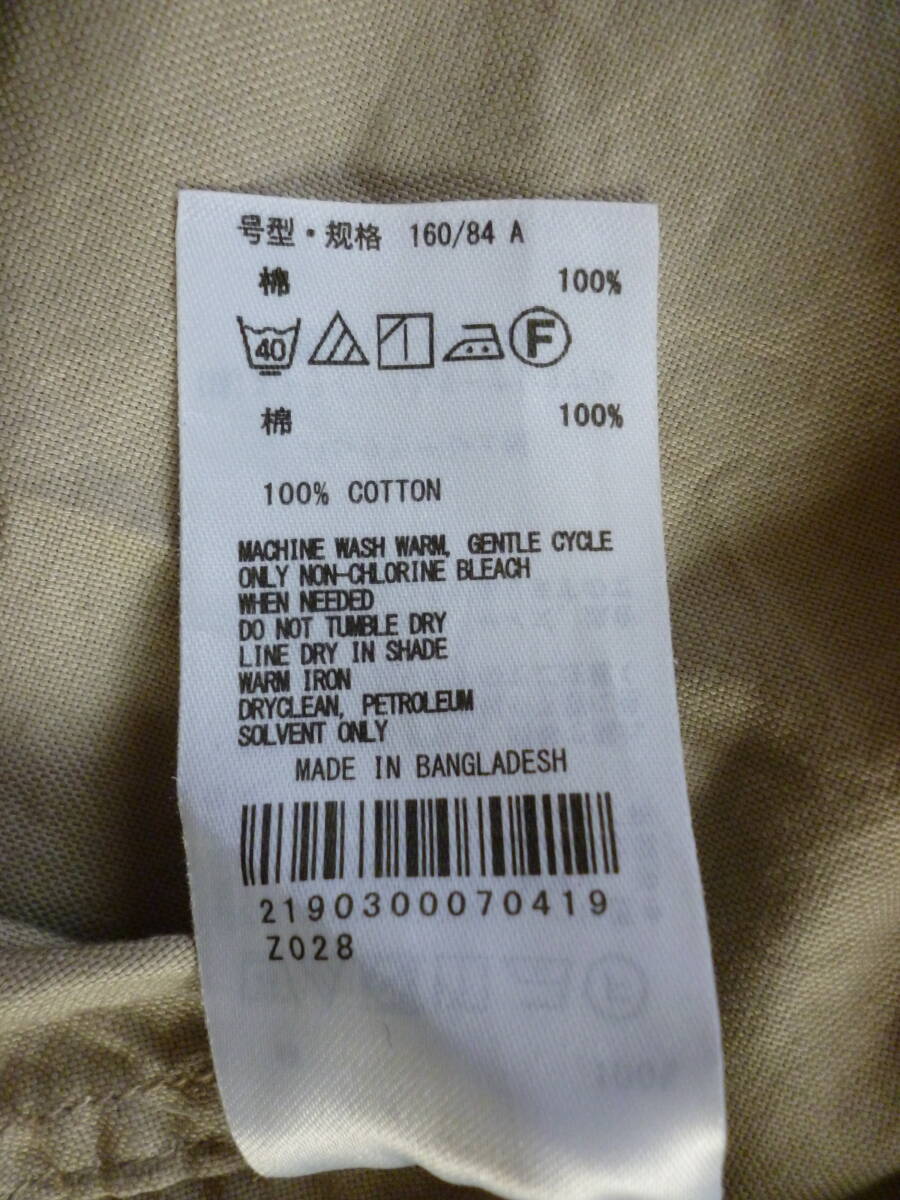 号型・规格 160/84 A
棉 100%
40 F
棉 100%
100% COTTON
MACHINE WASH WARM, GENTLE CYCLE
ONLY NON-CHLORINE BLEACH
WHEN NEEDED
DO NOT TUMBLE DRY
LINE DRY IN SHADE
WARM IRON
DRYCLEAN, PETROLEUM
SOLVENT ONLY
MADE IN BANGLADESH
2190300070419
Z028